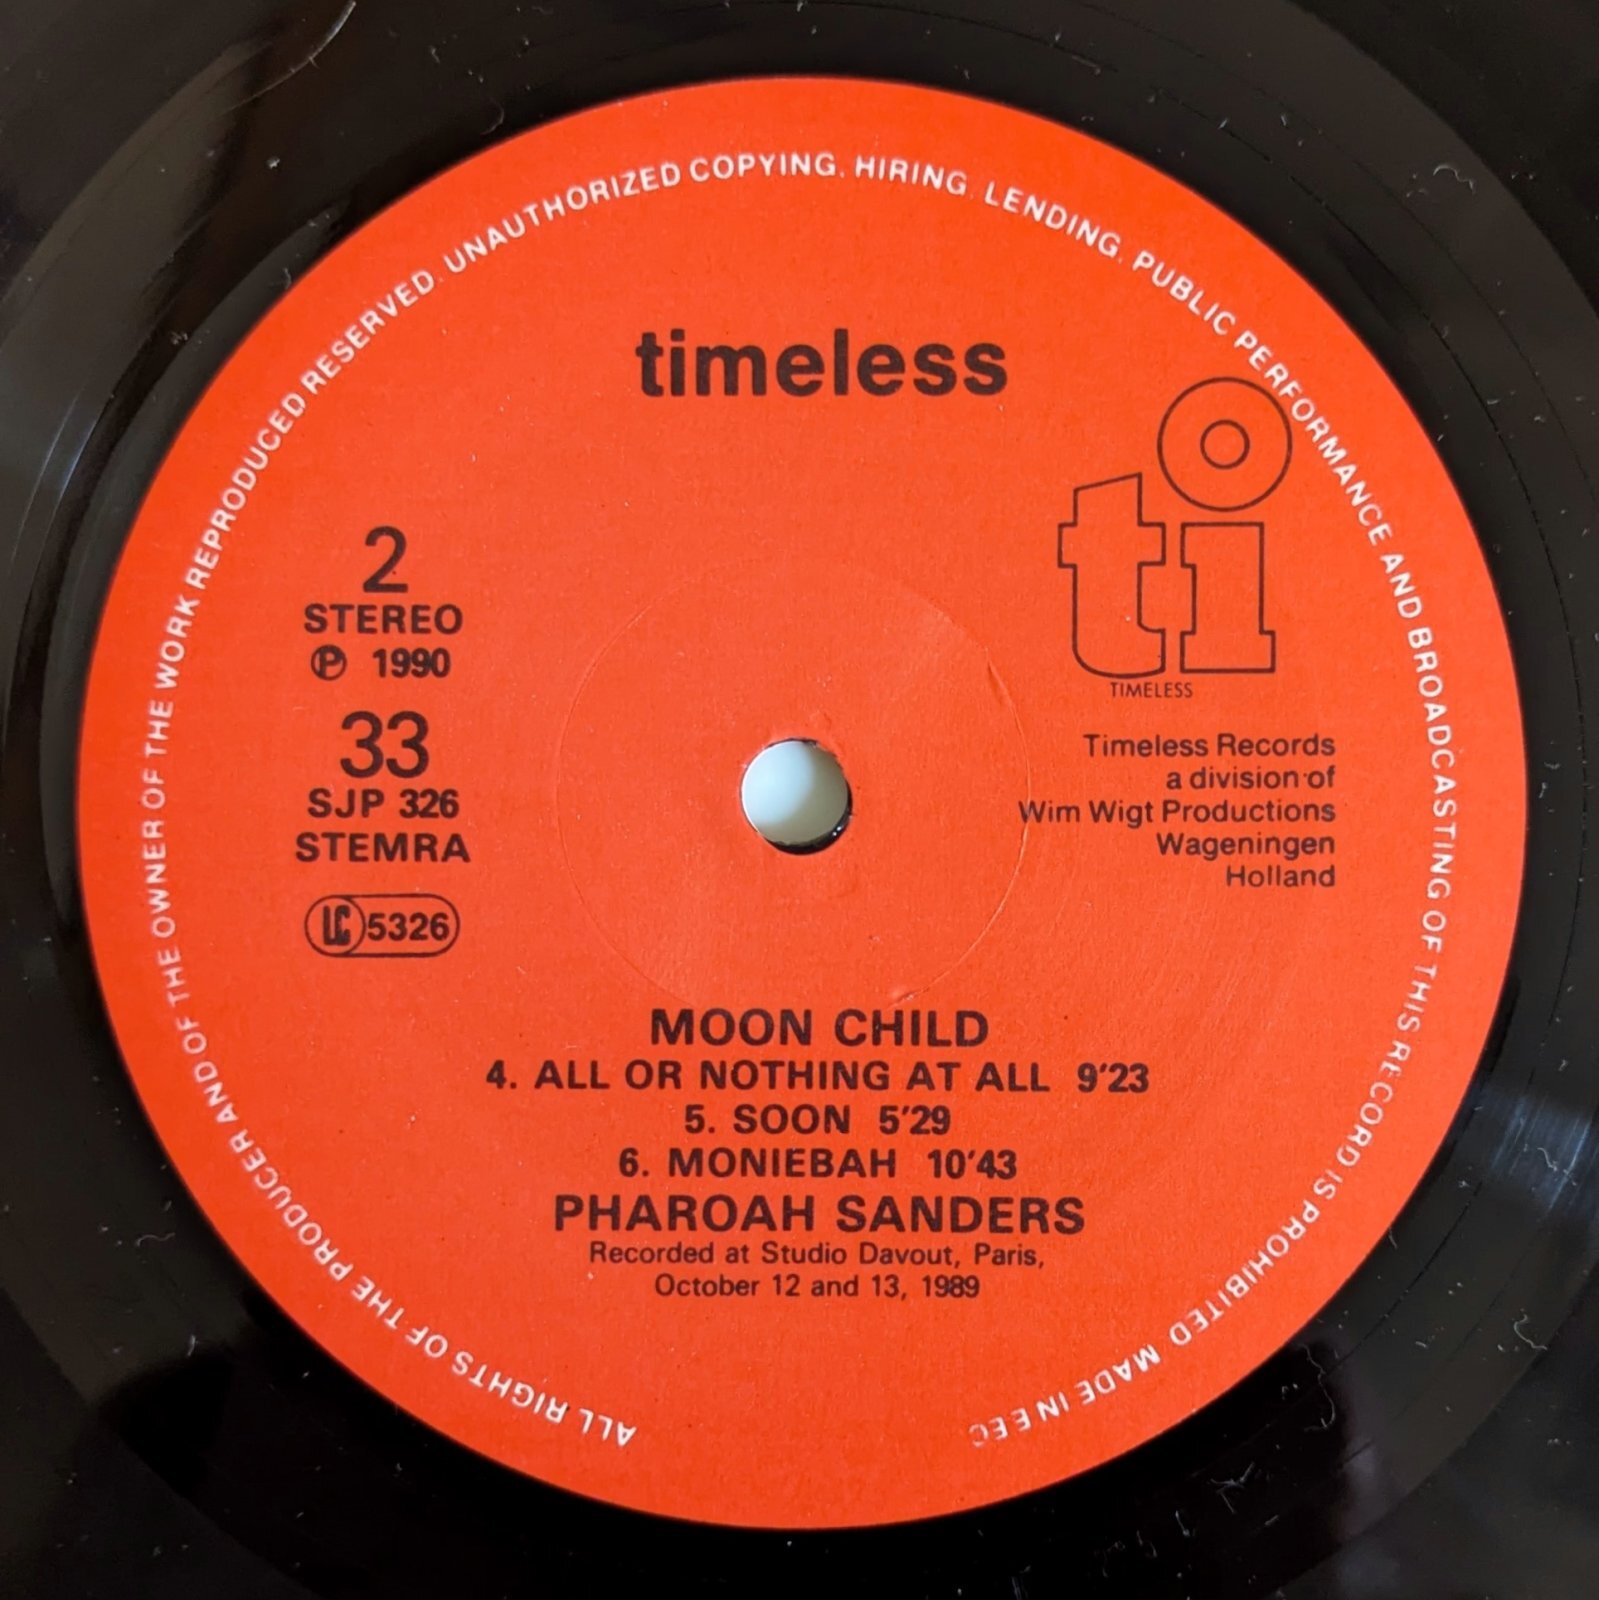 ALL RIGHTS OF THE PRODUCER AND OF THE OWNER OF THE WORK REPRODUCED RESERVED. UNAUTHORIZED COPYING. HIRING. LENDING. PUBLIC PERFORMANCE AND BROADCASTING OF THIS RECORD IS PROHIBITED MADE IN EEC
timeless
2
STEREO
℗ 1990
33
SJP 326
STEMRA
LC 5326
ti
TIMELESS
Timeless Records
a division of
Wim Wigt Productions
Wageningen
Holland
MOON CHILD
4. ALL OR NOTHING AT ALL 9'23
5. SOON 5'29
6. MONIEBAH 10'43
PHAROAH SANDERS
Recorded at Studio Davout, Paris,
October 12 and 13, 1989